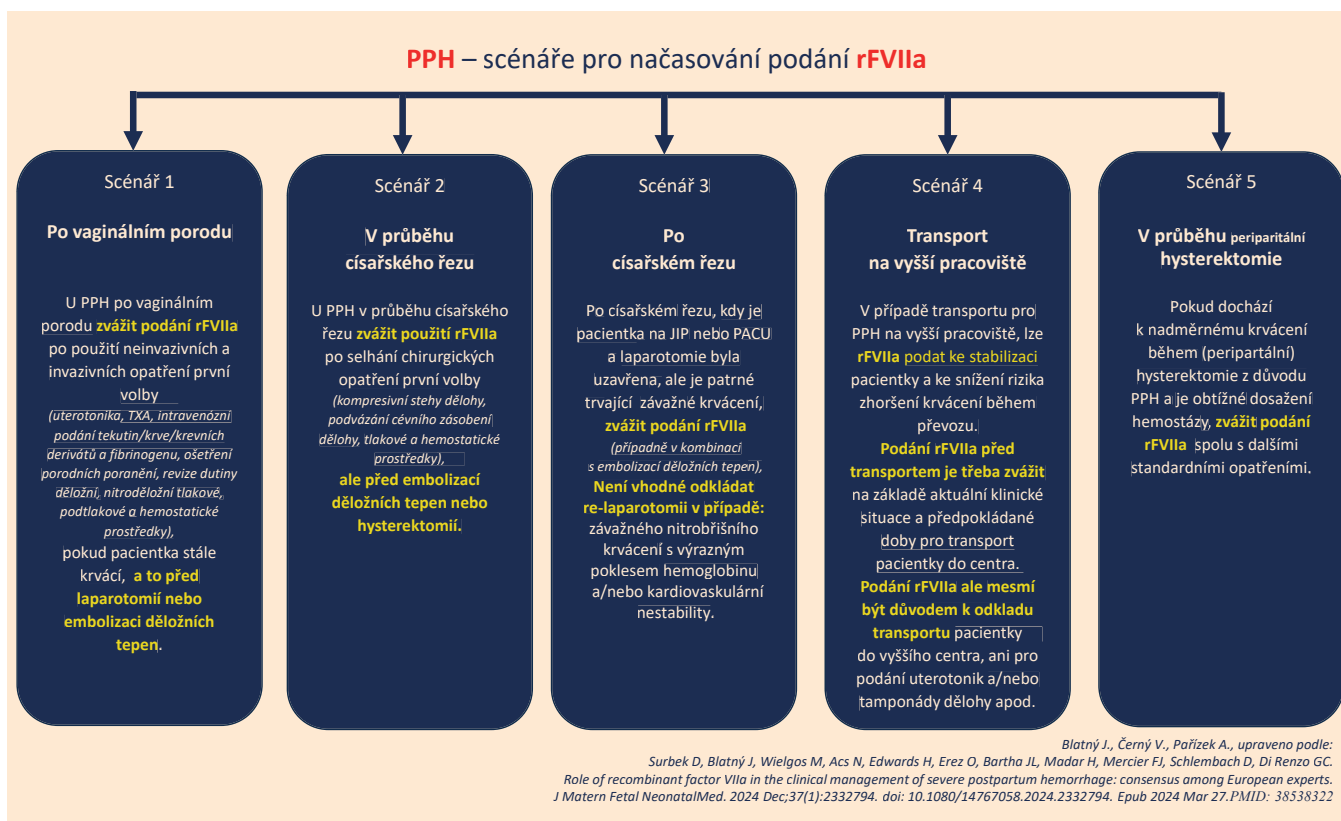 PPH – scénáře pro načasování podání rFVIIa
Scénář 1
Po vaginálním porodu
U PPH po vaginálním
porodu zvážit podání rFVIIa
po použití neinvazivních a
invazivních opatření první
volby
(uterotonika, TXA, intravenózní
podání tekutin/krve/krevních
derivátů a fibrinogenu, ošetření
porodních poranění, revize dutiny
děložní, nitroděložní tlakové,
podtlakové a hemostatické
prostředky),
pokud pacientka stále
krvácí, a to před
laparotomií nebo
embolizaci děložních
tepen.
Scénář 2
V průběhu
císařského řezu
U PPH v průběhu císařského
řezu zvážit použití rFVIIa
po selhání chirurgických
opatření první volby
(kompresivní stehy dělohy,
podvázání cévního zásobení
dělohy, tlakové a hemostatické
prostředky),
ale před embolizací
děložních tepen nebo
hysterektomií.
Scénář 3
Po
císařském řezu
Po císařském řezu, kdy je
pacientka na JIP nebo PACU
a laparotomie byla
uzavřena, ale je patrné
trvající závažné krvácení,
zvážit podání rFVIIa
(případně v kombinaci
s embolizací děložních tepen),
Není vhodné odkládat
re-laparotomii v případě:
závažného nitrobřišního
krvácení s výrazným
poklesem hemoglobinu
a/nebo kardiovaskulární
nestability.
Scénář 4
Transport
na vyšší pracoviště
V případě transportu pro
PPH na vyšší pracoviště, lze
rFVIIa podat ke stabilizaci
pacientky a ke snížení rizika
zhoršení krvácení během
převozu.
Podání rFVIIa před
transportem je třeba zvážit
na základě aktuální klinické
situace a předpokládané
doby pro transport
pacientky do centra.
Podání rFVIIa ale mesmí
být důvodem k odkladu
transportu pacientky
do vyššího centra, ani pro
podání uterotonik a/nebo
tamponády dělohy apod.
Scénář 5
V průběhu periparitální
hysterektomie
Pokud dochází
k nadměrnému krvácení
během (peripartální)
hysterektomie z důvodu
PPH a je obtížné dosažení
hemostázy, zvážit podání
rFVIIa spolu s dalšími
standardními opatřeními.
Blatný J., Černý V., Pařízek A., upraveno podle:
Surbek D, Blatný J, Wielgos M, Acs N, Edwards H, Erez O, Bartha JL, Madar H, Mercier FJ, Schlembach D, Di Renzo GC.
Role of recombinant factor VIIa in the clinical management of severe postpartum hemorrhage: consensus among European experts.
J Matern Fetal NeonatalMed. 2024 Dec;37(1):2332794. doi: 10.1080/14767058.2024.2332794. Epub 2024 Mar 27.PMID: 38538322